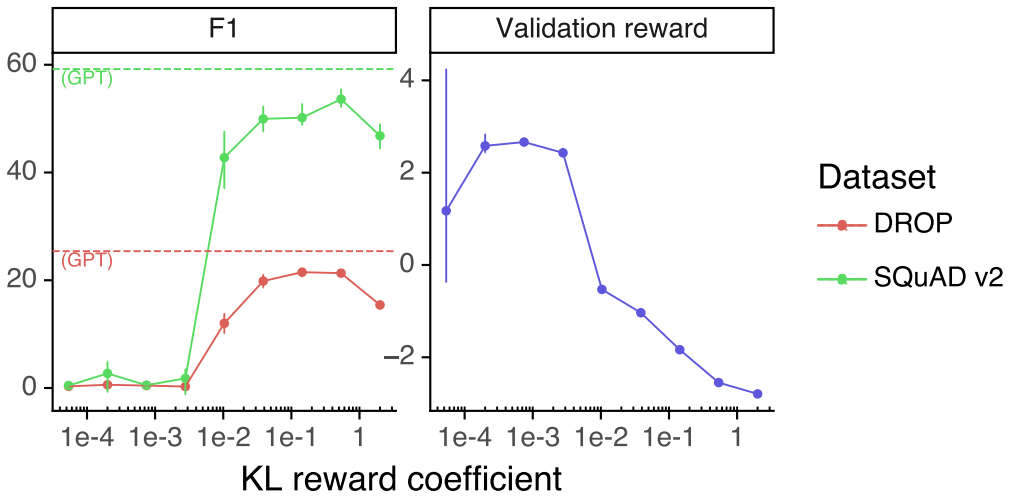 F1
Validation reward
60
(GPT)
40
(GPT)
20
0
4
2
0
−2
1e-4 1e-3 1e-2 1e-1 1
1e-4 1e-3 1e-2 1e-1 1
KL reward coefficient
Dataset
DROP
SQuAD v2